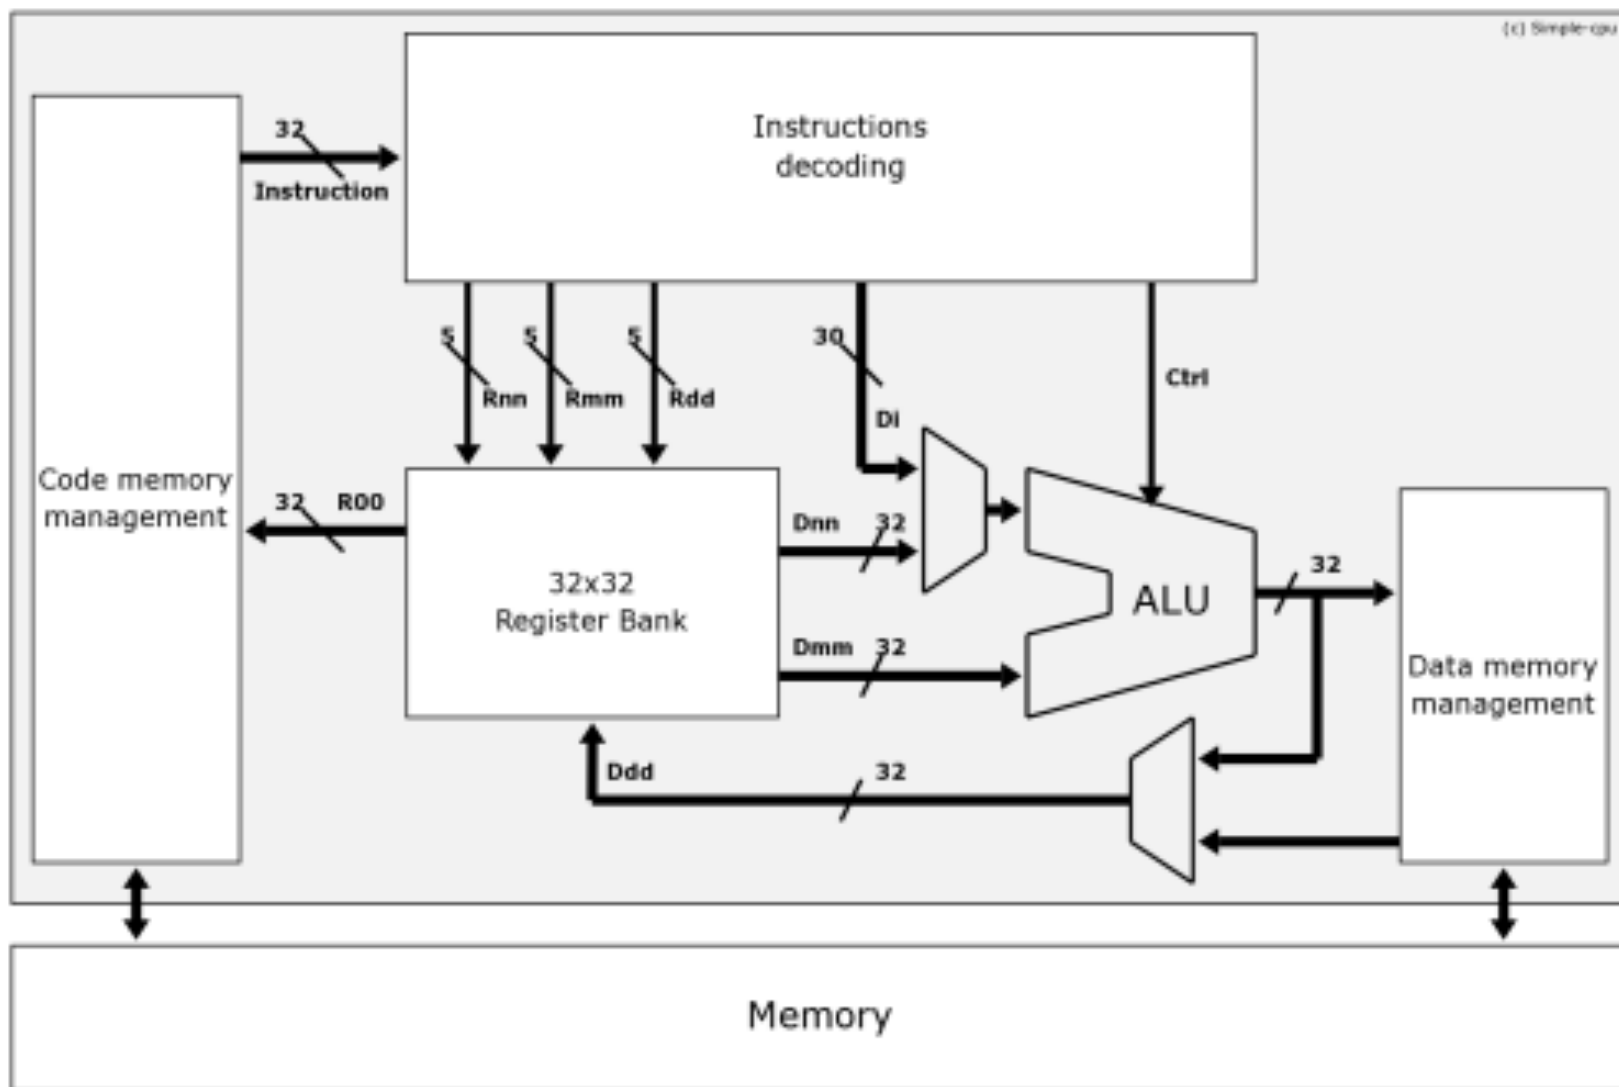 (c) Simple-cpu
Instructions
decoding
32
Instruction
5
Rnn
5
Rmm
5
Rdd
30
Di
Ctrl
Code memory
management
32
R00
32x32
Register Bank
Dnn
32
Dmm
32
ALU
32
Data memory
management
Ddd
32
Memory